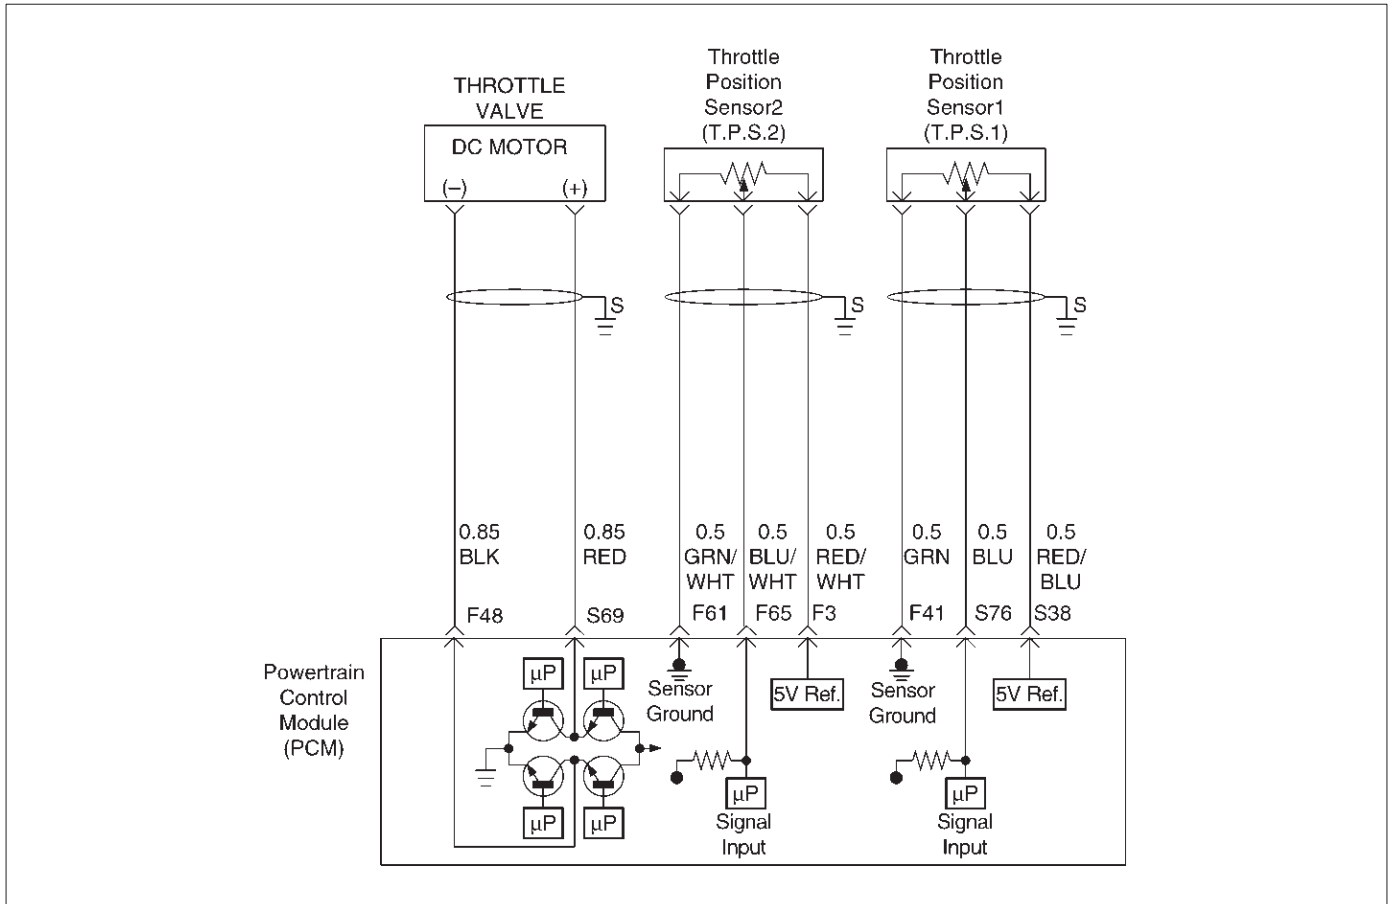 THROTTLE
VALVE
DC MOTOR
(–)
(+)
Throttle
Position
Sensor2
(T.P.S.2)
Throttle
Position
Sensor1
(T.P.S.1)
S
S
S
0.85
BLK
0.85
RED
0.5
GRN/
WHT
0.5
BLU/
WHT
0.5
RED/
WHT
0.5
GRN
0.5
BLU
0.5
RED/
BLU
F48
S69
F61
F65
F3
F41
S76
S38
Powertrain
Control
Module
(PCM)
µP
µP
µP
µP
Sensor
Ground
5V Ref.
µP
Signal
Input
Sensor
Ground
5V Ref.
µP
Signal
Input